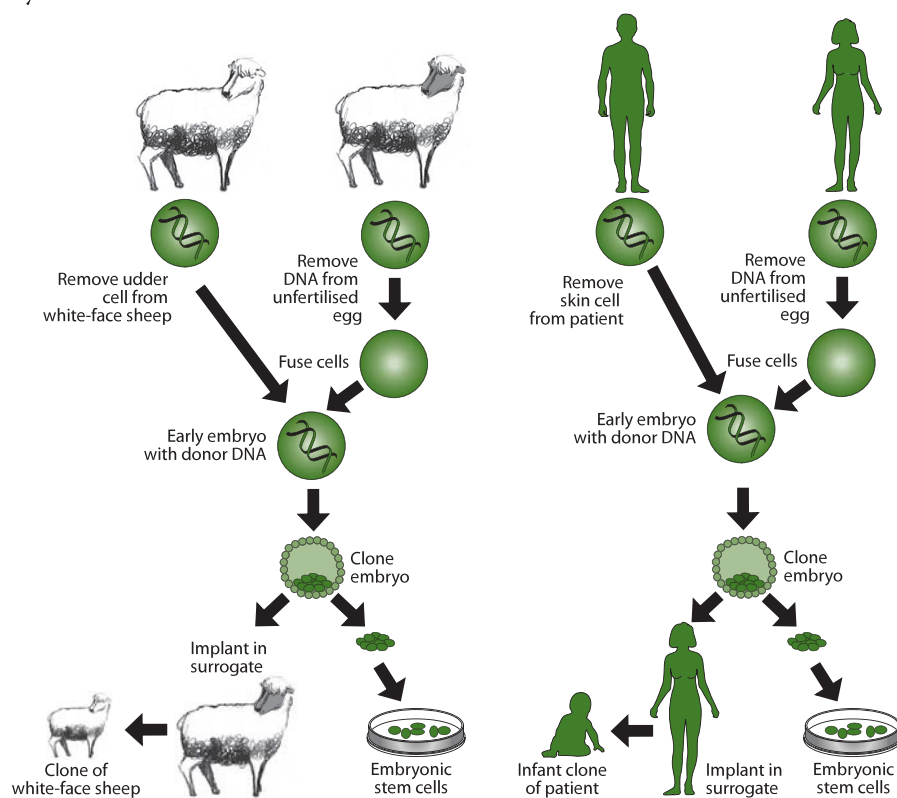 Remove udder
cell from
white-face sheep
Remove
DNA from
unfertilised
egg
Fuse cells
Early embryo
with donor DNA
Clone
embryo
Implant in
surrogate
Clone of
white-face sheep
Embryonic
stem cells
Remove
skin cell
from patient
Remove
DNA from
unfertilised
egg
Fuse cells
Early embryo
with donor DNA
Clone
embryo
Infant clone
of patient
Implant in
surrogate
Embryonic
stem cells